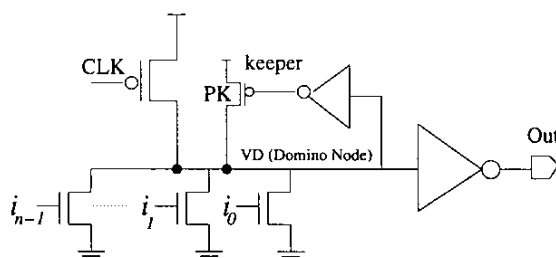 CLK
keeper
PK
Out
VD (Domino Node)
i_{n-1}
i_1
i_0